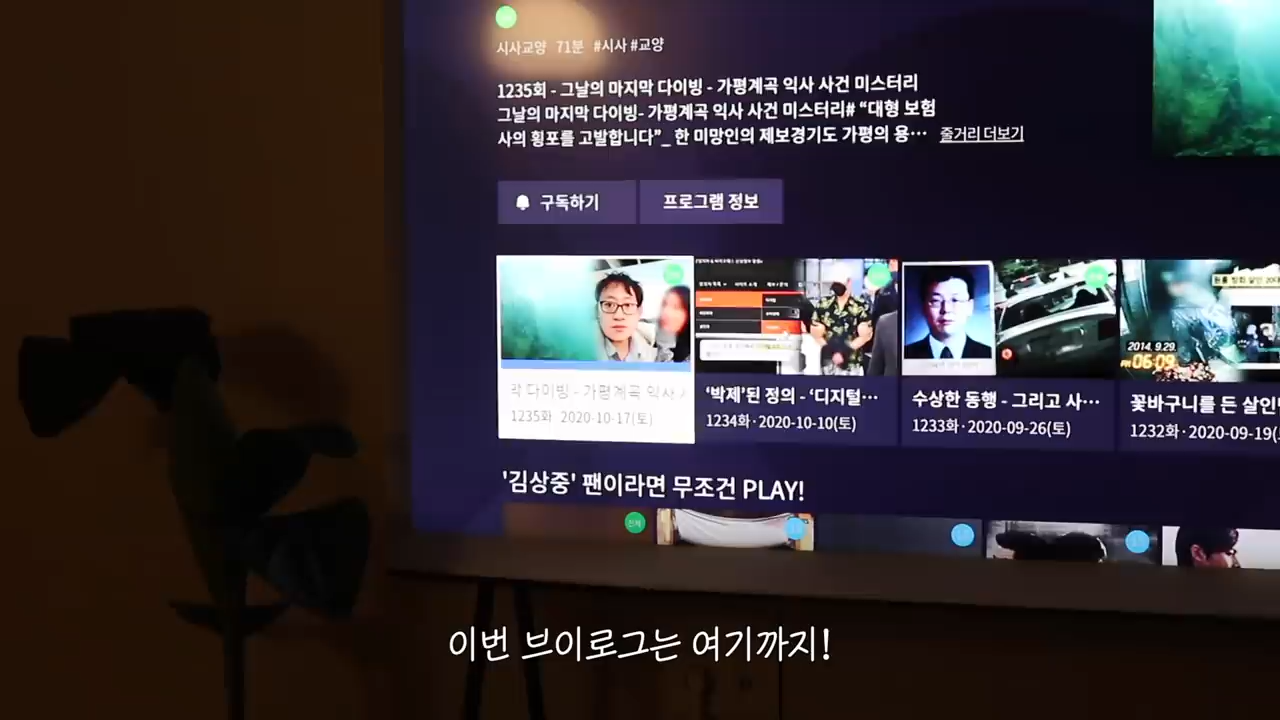 시사교양 71분 #시사 #교양
1235회 - 그날의 마지막 다이빙 - 가평계곡 익사 사건 미스터리
그날의 마지막 다이빙- 가평계곡 익사 사건 미스터리# “대형 보험
사의 횡포를 고발합니다”_ 한 미망인의 제보경기도 가평의 용… 줄거리 더보기
구독하기
프로그램 정보
다이빙 - 가평계곡 익사
1235화 2020-10-17(토)
‘박제’된 정의 - ‘디지털…
1234화·2020-10-10(토)
수상한 동행 - 그리고 사…
1233화·2020-09-26(토)
2014. 9.29.
PM 06:09
꽃바구니를 든 살인
1232화·2020-09-19(토)
'김상중' 팬이라면 무조건 PLAY!
이번 브이로그는 여기까지!